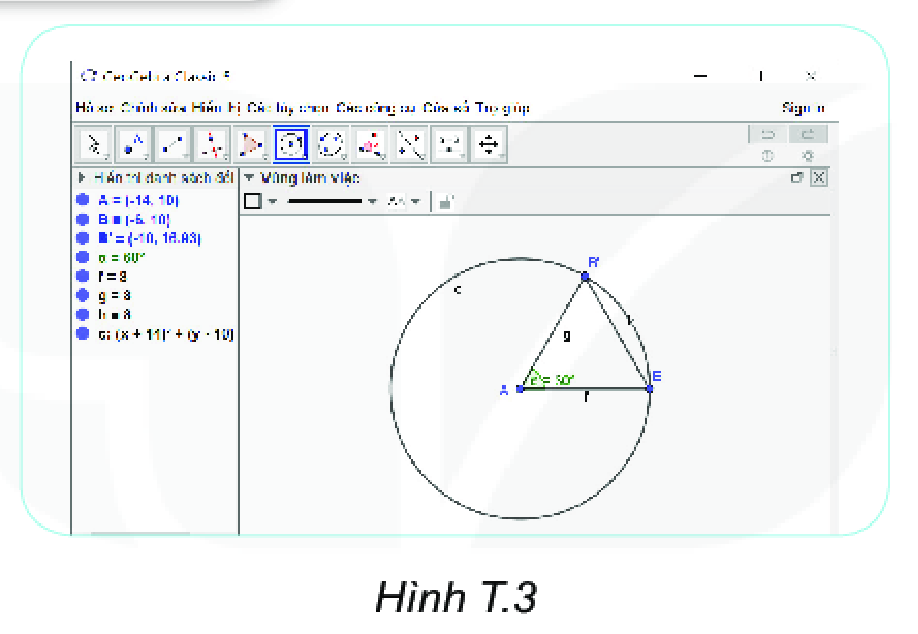 GeoGebra Classic 5
Hồ sơ Chỉnh sửa Hiển thị Các tùy chọn Các công cụ Cửa sổ Trợ giúp
Sign in
Hiển thị danh sách đối
Vùng làm việc
A = (-14, 10)
B = (-6, 10)
B' = (-10, 16.93)
α = 60°
f = 8
g = 8
h = 8
c: (x + 14)² + (y - 10)
c
B'
g
A
α = 60°
f
Hình T.3